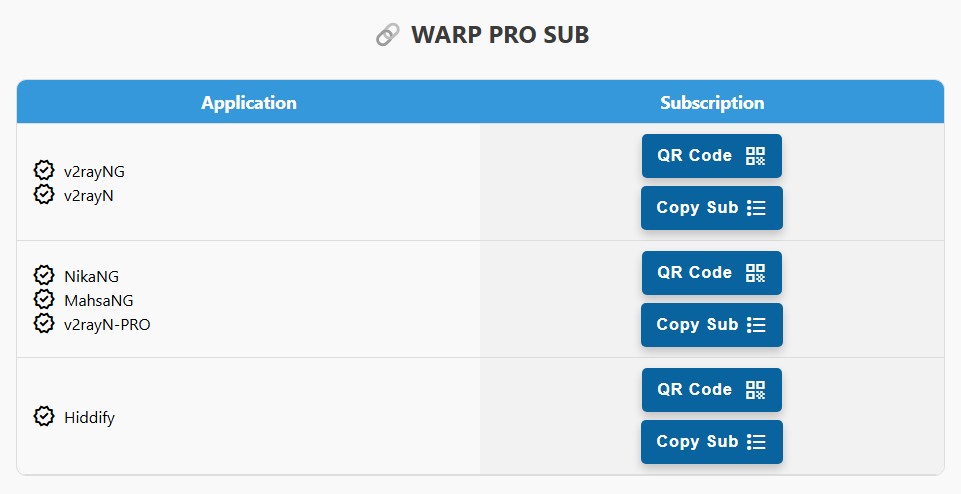 WARP PRO SUB
Application Subscription
v2rayNG
v2rayN
QR Code
Copy Sub
NikaNG
MahsaNG
v2rayN-PRO
QR Code
Copy Sub
Hiddify
QR Code
Copy Sub